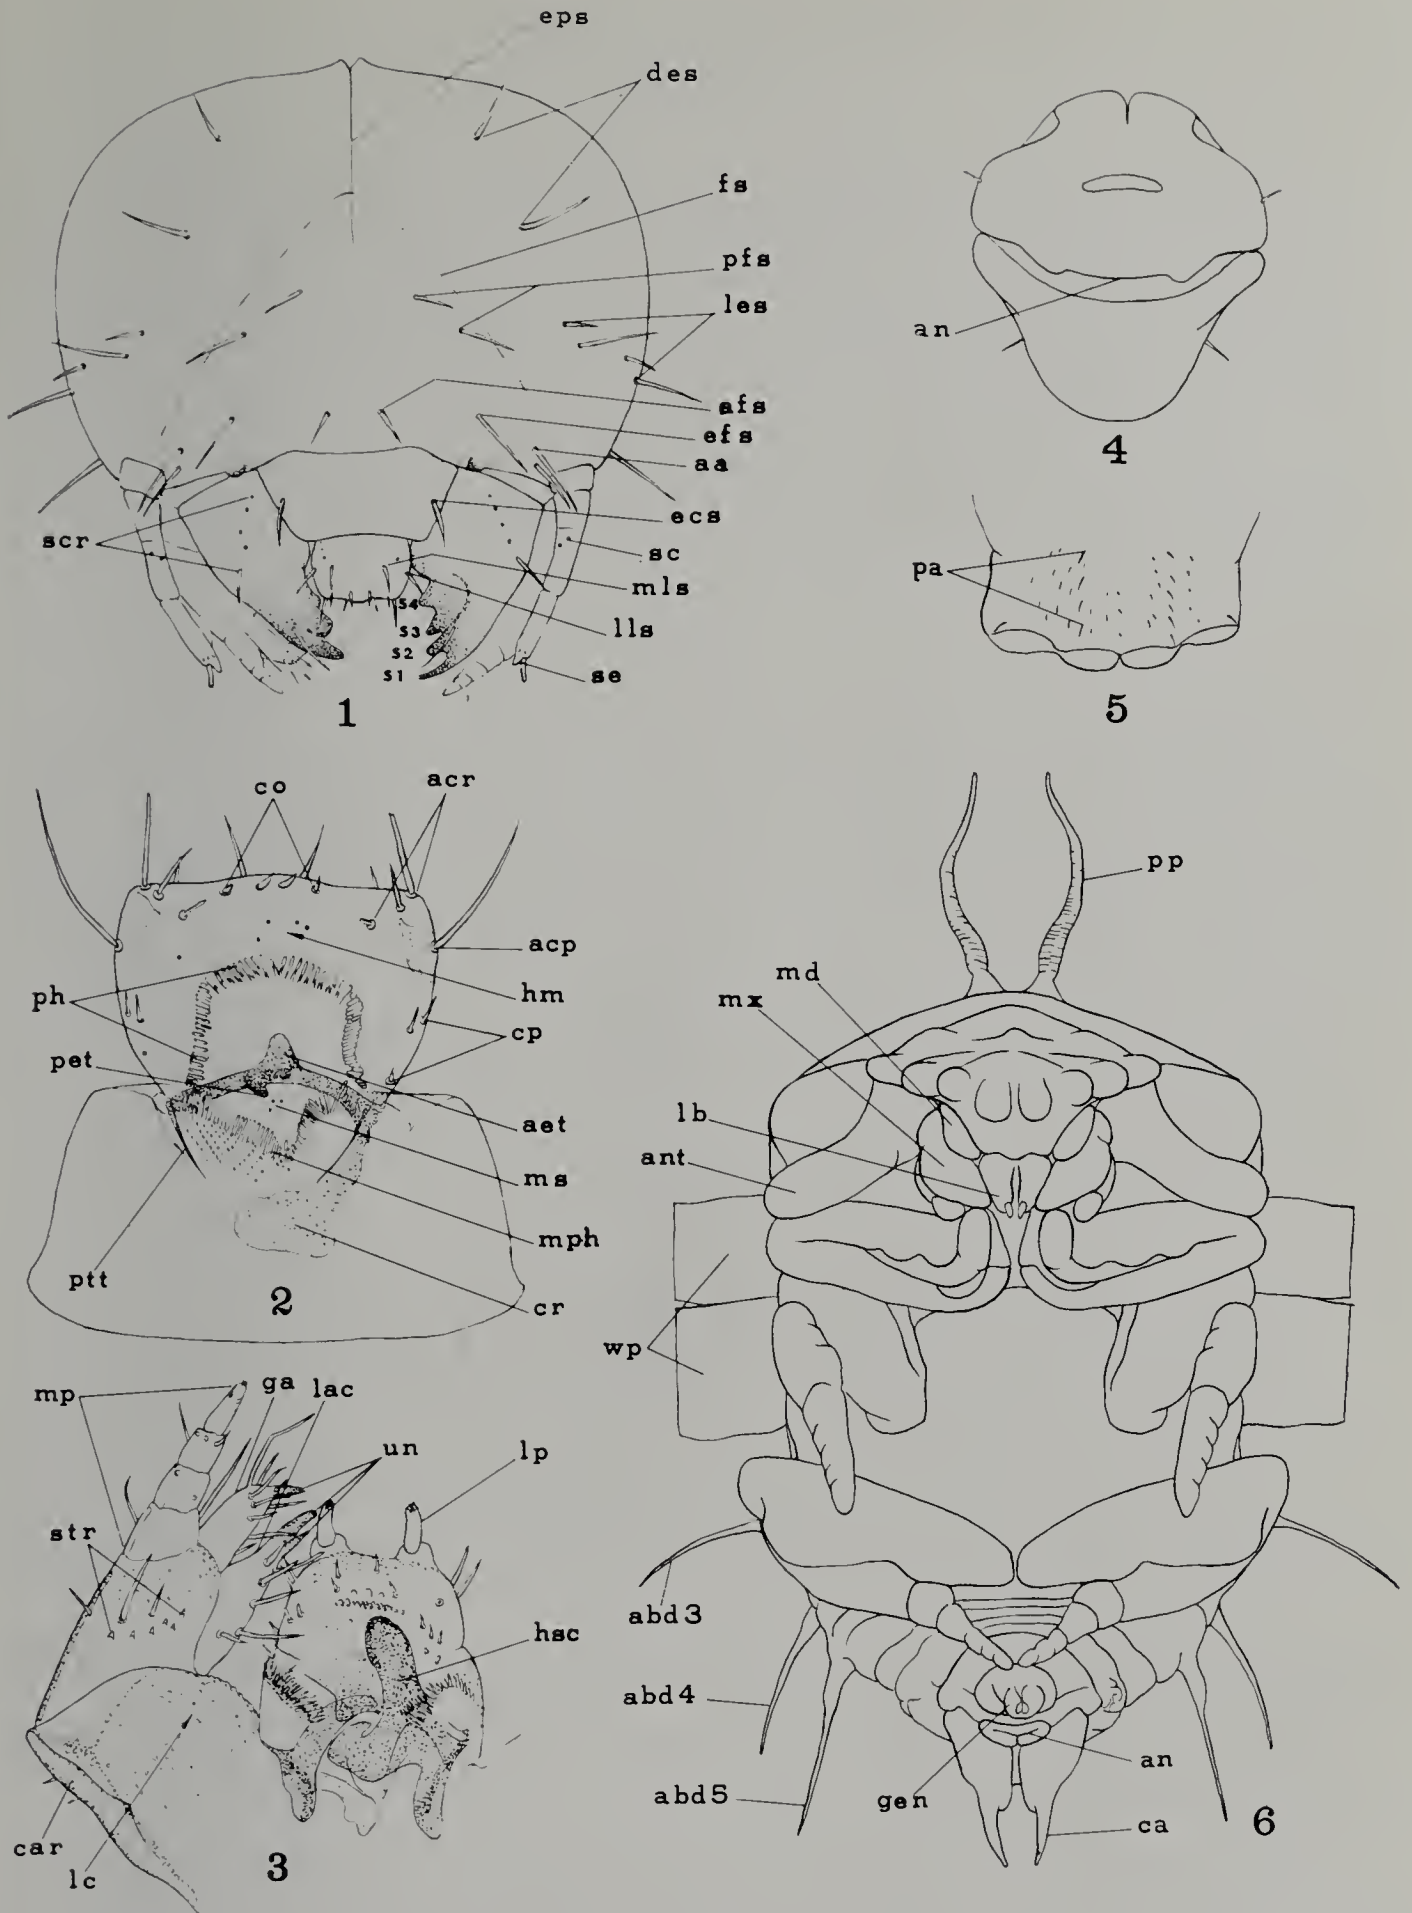 eps
des
fs
pfs
les
afs
efs
aa
ecs
sc
mls
lls
se
scr
S4
S3
S2
S1
1
an
4
pa
5
co
acr
acp
hm
cp
ph
pet
aet
ms
mph
cr
ptt
2
mp
ga
lac
un
lp
str
hsc
car
lc
3
pp
md
mx
lb
ant
wp
abd3
abd4
abd5
gen
an
ca
6